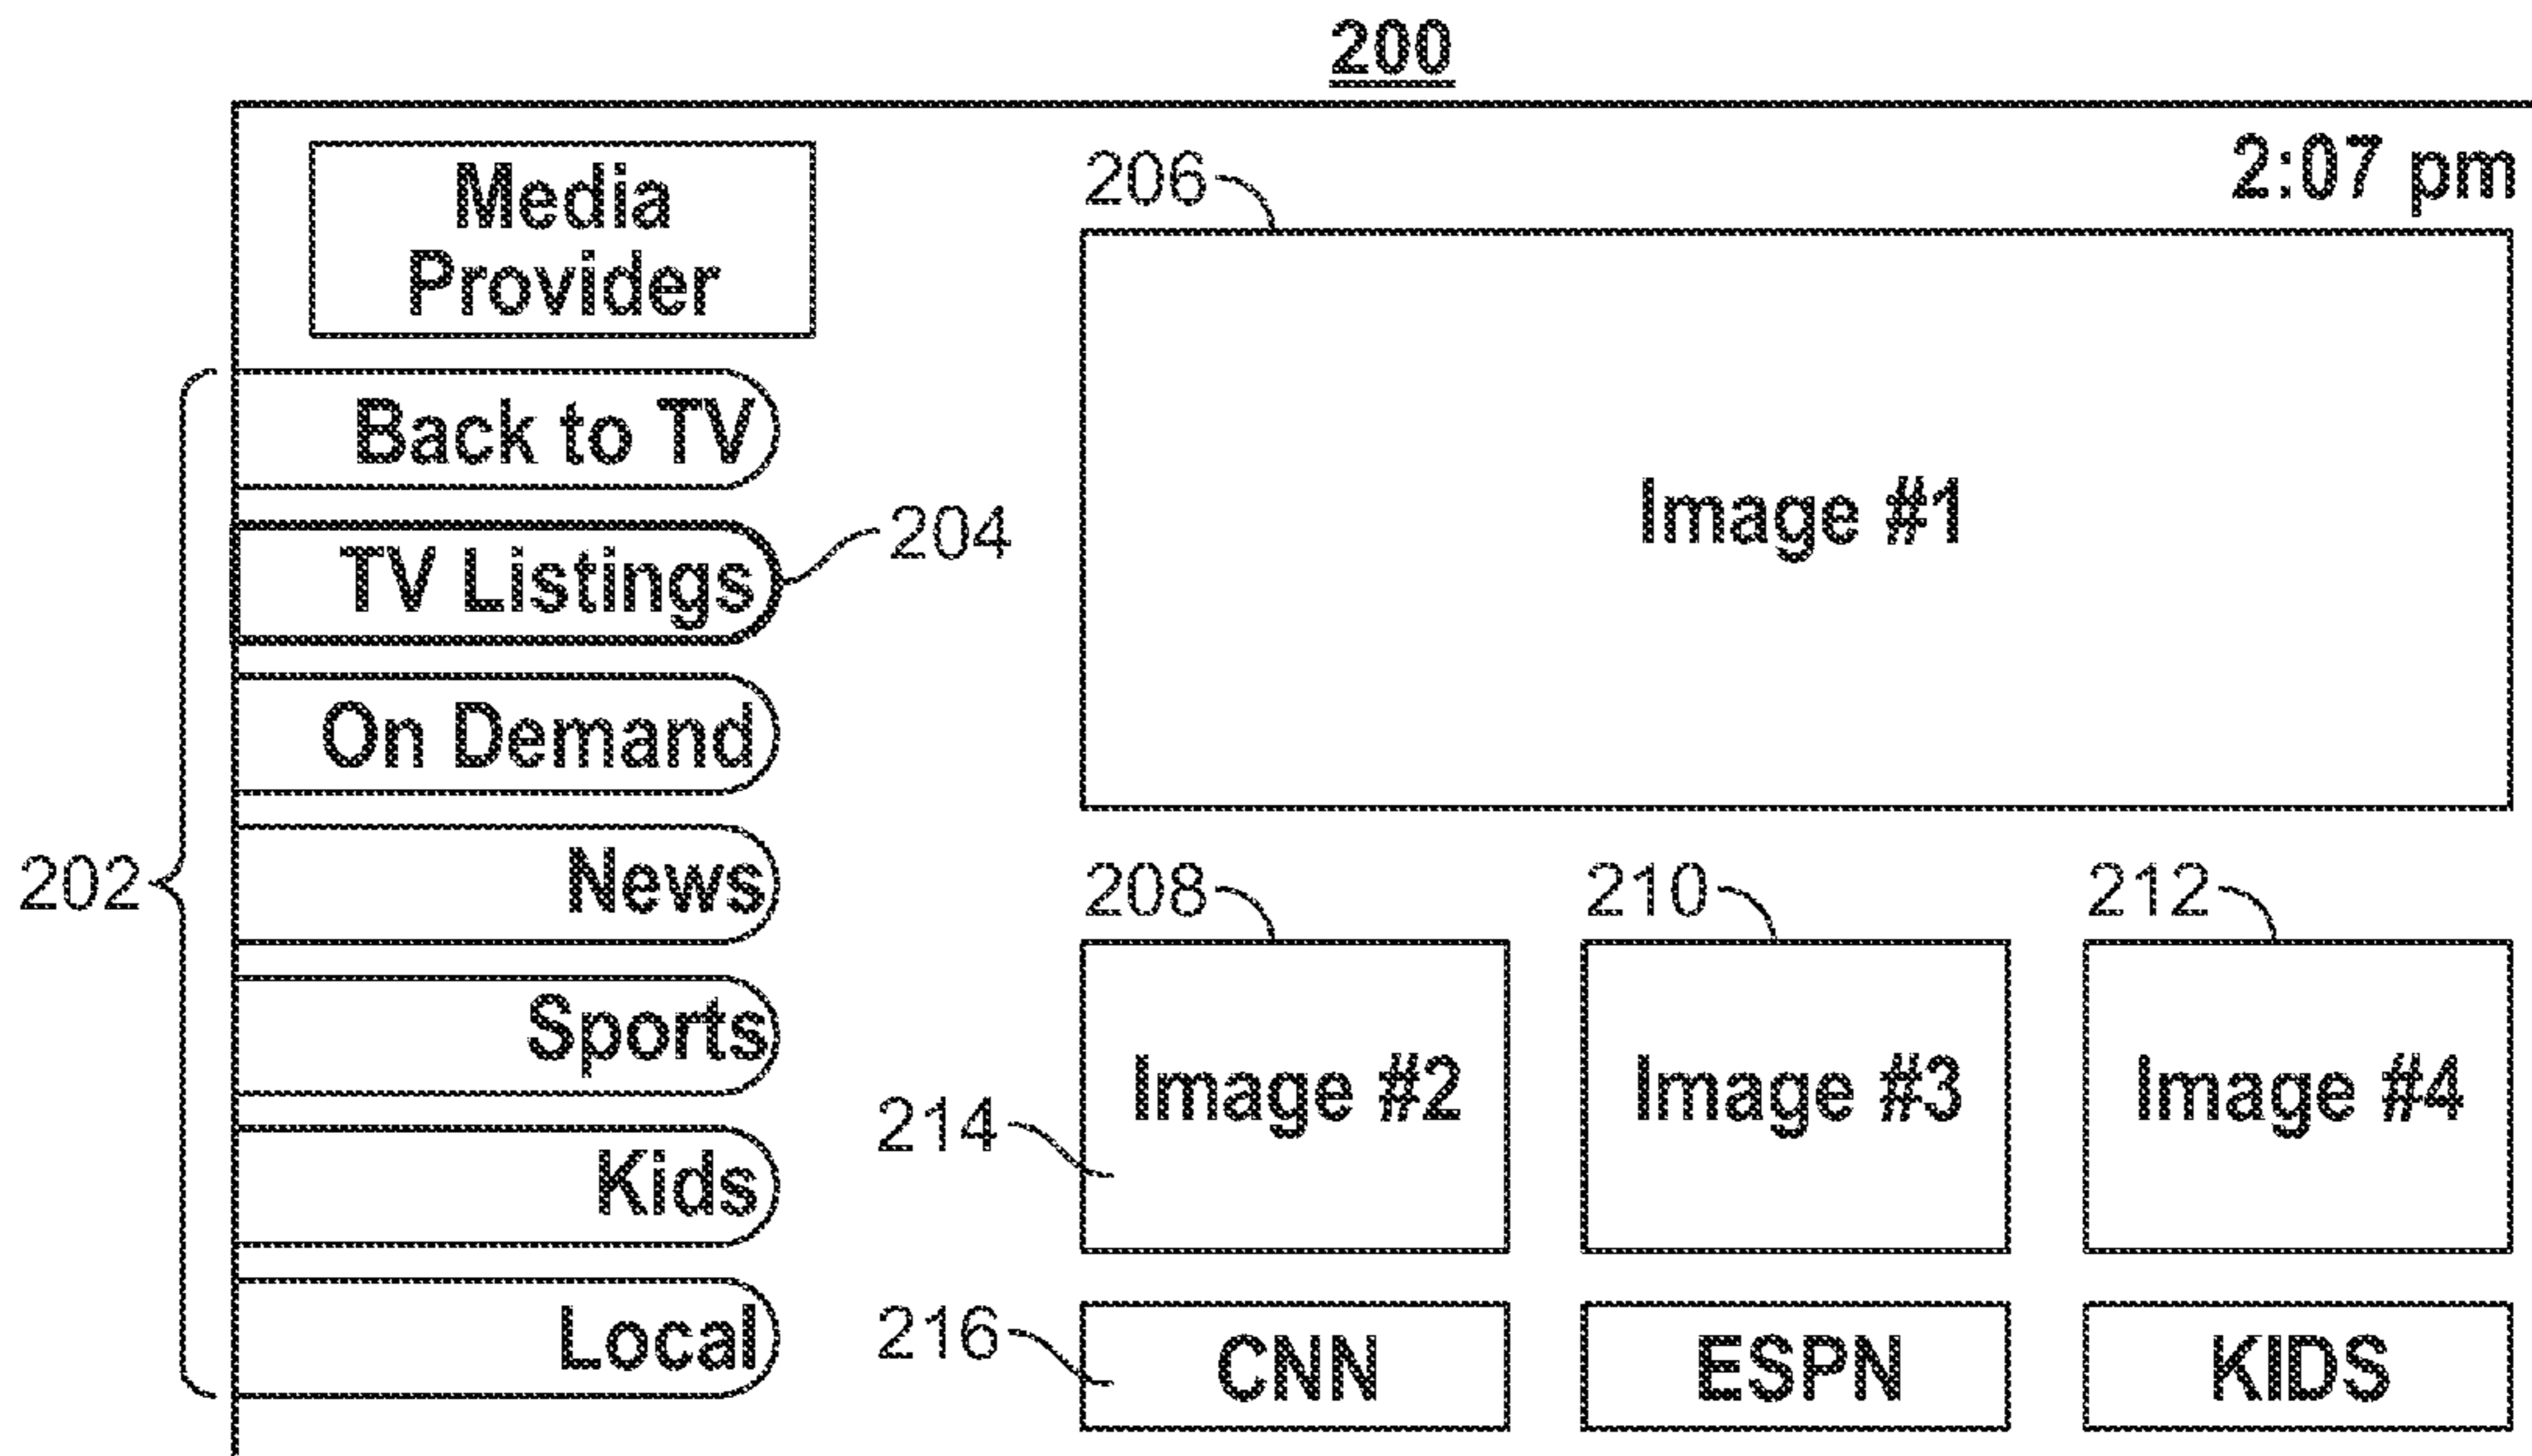 200
2:07 pm
Media
Provider
206
Back to TV
Image #1
TV Listings
204
On Demand
202
News
208
210
212
Sports
Image #2
Image #3
Image #4
214
Kids
Local
216
CNN
ESPN
KIDS